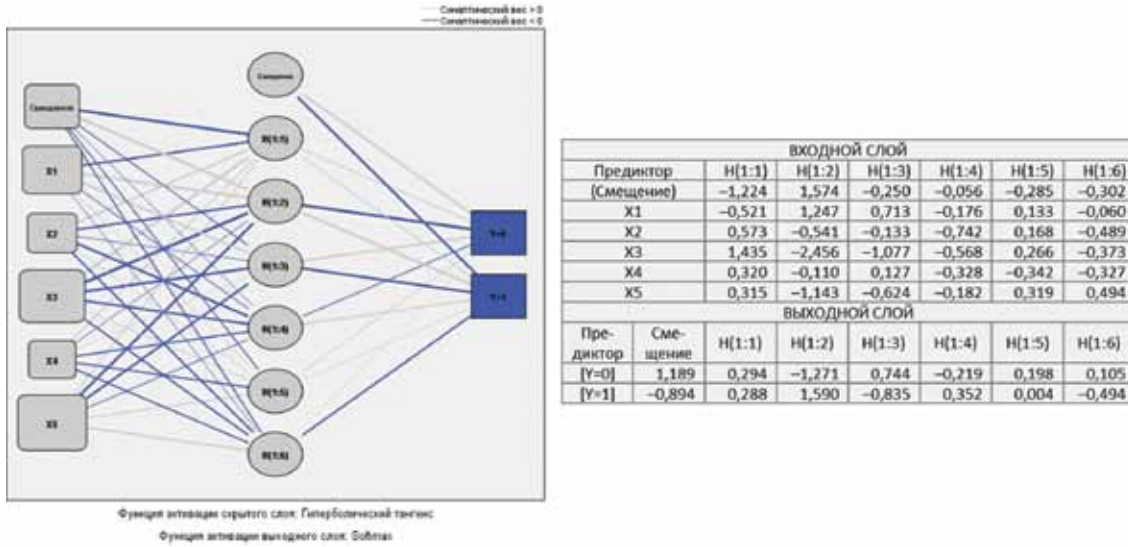 Синаптический вес > 0
Синаптический вес < 0
Смещение
Смещение
X1
X2
X3
X4
X5
H(1:1)
H(1:2)
H(1:3)
H(1:4)
H(1:5)
H(1:6)
Y=0
Y=1
Функция активации скрытого слоя: Гиперболический тангенс
Функция активации выходного слоя: Softmax
ВХОДНОЙ СЛОЙ
Предиктор H(1:1) H(1:2) H(1:3) H(1:4) H(1:5) H(1:6)
(Смещение) −1,224 1,574 −0,250 −0,056 −0,285 −0,302
X1 −0,521 1,247 0,713 −0,176 0,133 −0,060
X2 0,573 −0,541 −0,133 −0,742 0,168 −0,489
X3 1,435 −2,456 −1,077 −0,568 0,266 −0,373
X4 0,320 −0,110 0,127 −0,328 −0,342 −0,327
X5 0,315 −1,143 −0,624 −0,182 0,319 0,494
ВЫХОДНОЙ СЛОЙ
Пре- Сме-
диктор щение H(1:1) H(1:2) H(1:3) H(1:4) H(1:5) H(1:6)
[Y=0] 1,189 0,294 −1,271 0,744 −0,219 0,198 0,105
[Y=1] −0,894 0,288 1,590 −0,835 0,352 0,004 −0,494